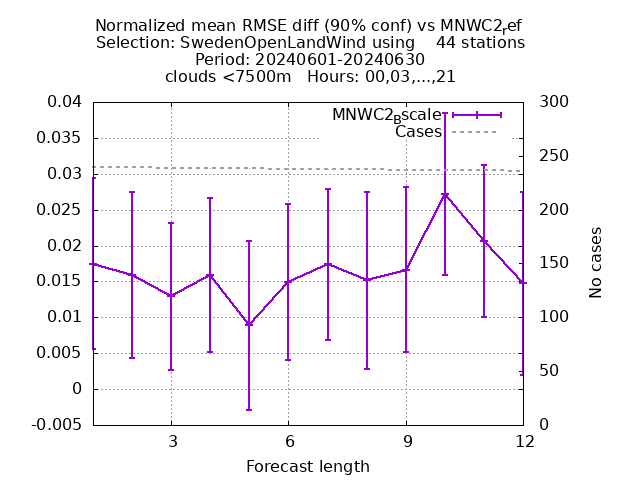 Normalized mean RMSE diff (90% conf) vs MNWC2ref
Selection: SwedenOpenLandWind using    44 stations
Period: 20240601-20240630
clouds <7500m   Hours: 00,03,...,21
0.04
0.035
0.03
0.025
0.02
0.015
0.01
0.005
0
-0.005
MNWC2Bscale
Cases
300
250
200
150
100
50
0
No cases
3
6
9
12
Forecast length